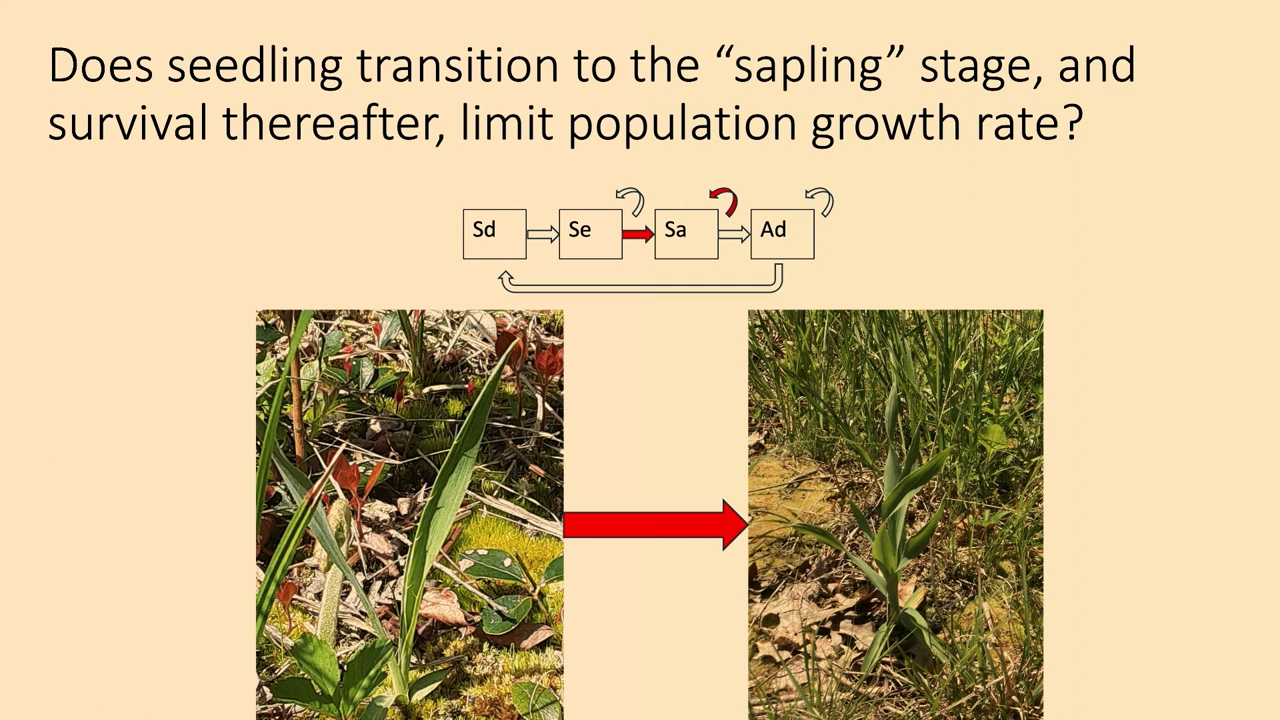 Does seedling transition to the “sapling” stage, and
survival thereafter, limit population growth rate?
Sd
Se
Sa
Ad